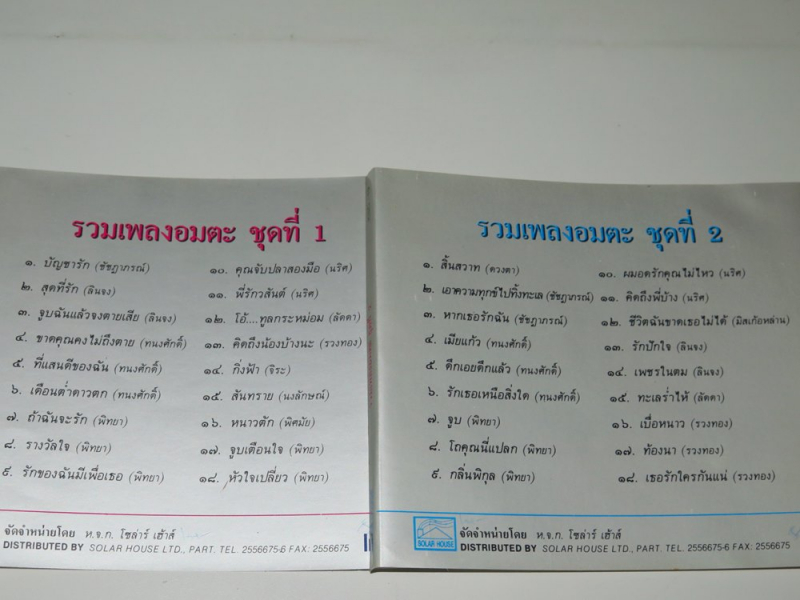 รวมเพลงอมตะ ชุดที่ 1
๑. บัญชารัก (ชัชฎาภรณ์)
๒. สุดที่รัก (ลินจง)
๓. จูบฉันแล้วจงตายเสีย (ลินจง)
๔. ขาดคุณคงไม่ถึงตาย (ทนงศักดิ์)
๕. ที่แสนดีของฉัน (ทนงศักดิ์)
๖. เดือนต่ำดาวตก (ทนงศักดิ์)
๗. ถ้าฉันจะรัก (พิทยา)
๘. รางวัลใจ (พิทยา)
๙. รักของฉันมีเพื่อเธอ (พิทยา)
๑๐. คุณจับปลาสองมือ (นริศ)
๑๑. พี่รักวสันต์ (นริศ)
๑๒. โอ้....ทูลกระหม่อม (ลัดดา)
๑๓. คิดถึงน้องบ้างนะ (รวงทอง)
๑๔. กิ่งฟ้า (จิระ)
๑๕. สันทราย (นงลักษณ์)
๑๖. หนาวตัก (พิศมัย)
๑๗. จูบเตือนใจ (พิทยา)
๑๘. หัวใจเปลี่ยว (พิทยา)
จัดจำหน่ายโดย ห.จ.ก. โซล่าร์ เฮ้าส์
DISTRIBUTED BY SOLAR HOUSE LTD., PART. TEL. 2556675-6 FAX: 2556675
รวมเพลงอมตะ ชุดที่ 2
๑. สิ้นสวาท (ดวงตา)
๒. เอาความทุกข์ไปทิ้งทะเล (ชัชฎาภรณ์)
๓. หากเธอรักฉัน (ชัชฎาภรณ์)
๔. เมียแก้ว (ทนงศักดิ์)
๕. ดึกเอยดึกแล้ว (ทนงศักดิ์)
๖. รักเธอเหนือสิ่งใด (ทนงศักดิ์)
๗. จูบ (พิทยา)
๘. โถคุณนี่แปลก (พิทยา)
๙. กลิ่นพิกุล (พิทยา)
๑๐. ผมอดรักคุณไม่ไหว (นริศ)
๑๑. คิดถึงพี่บ้าง (นริศ)
๑๒. ชีวิตฉันขาดเธอไม่ได้ (มิสเก๋อหล่าน)
๑๓. รักปักใจ (ลินจง)
๑๔. เพชรในตม (ลินจง)
๑๕. ทะเลร่ำไห้ (ลัดดา)
๑๖. เบื่อหนาว (รวงทอง)
๑๗. ท้องนา (รวงทอง)
๑๘. เธอรักใครกันแน่ (รวงทอง)
SOLAR HOUSE
จัดจำหน่ายโดย ห.จ.ก. โซล่าร์ เฮ้าส์
DISTRIBUTED BY SOLAR HOUSE LTD., PART. TEL. 2556675-6 FAX: 2556675